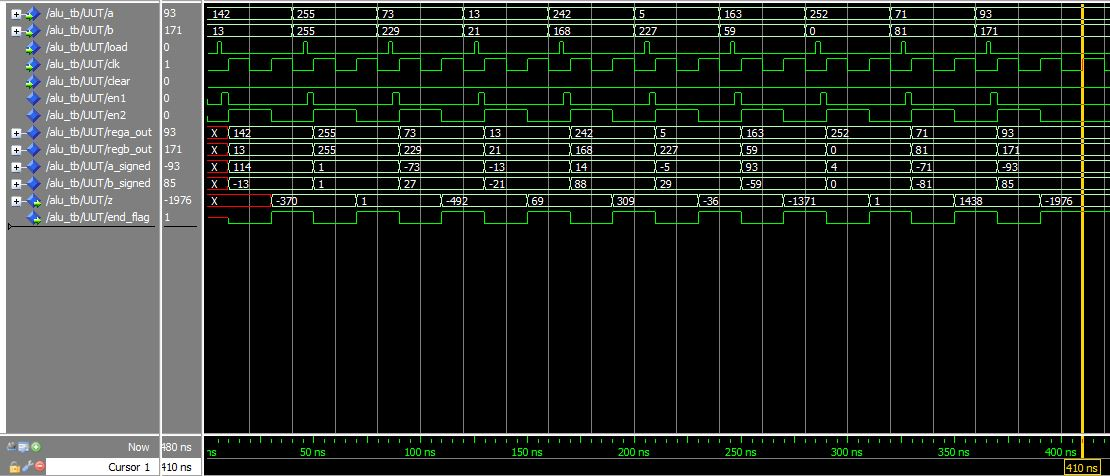 /alu_tb/UUT/a 93 142 255 73 13 242 5 163 252 71 93
/alu_tb/UUT/b 171 13 255 229 21 168 227 59 0 81 171
/alu_tb/UUT/load 0
/alu_tb/UUT/clk 1
/alu_tb/UUT/clear 0
/alu_tb/UUT/en1 0
/alu_tb/UUT/en2 0
/alu_tb/UUT/rega_out 93 X 142 255 73 13 242 5 163 252 71 93
/alu_tb/UUT/regb_out 171 X 13 255 229 21 168 227 59 0 81 171
/alu_tb/UUT/a_signed -93 X 114 1 -73 -13 14 -5 93 4 -71 -93
/alu_tb/UUT/b_signed 85 X -13 1 27 -21 88 29 -59 0 -81 85
/alu_tb/UUT/z -1976 X -370 1 -492 69 309 -36 -1371 1 1438 -1976
/alu_tb/UUT/end_flag 1
Now 480 ns ns 50 ns 100 ns 150 ns 200 ns 250 ns 300 ns 350 ns 400 ns
Cursor 1 410 ns 410 ns